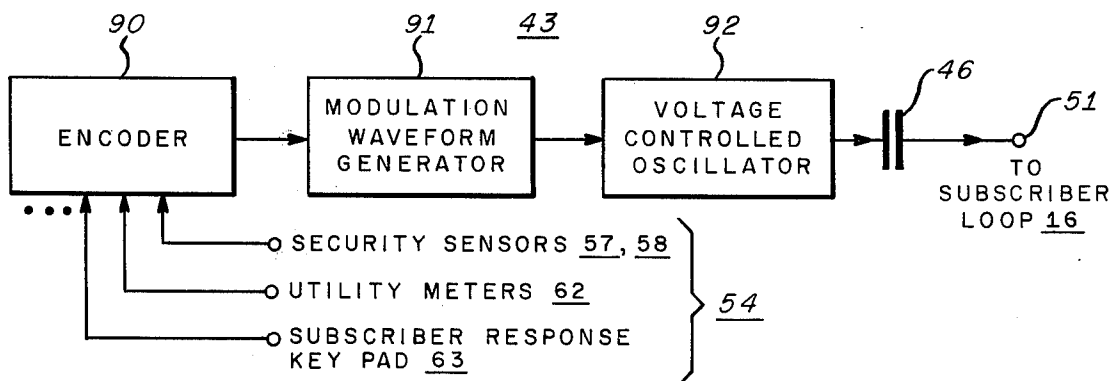 90
91
43
92
46
51
ENCODER
MODULATION
WAVEFORM
GENERATOR
VOLTAGE
CONTROLLED
OSCILLATOR
TO
SUBSCRIBER
LOOP 16
SECURITY SENSORS 57, 58
UTILITY METERS 62
SUBSCRIBER RESPONSE
KEY PAD 63
54